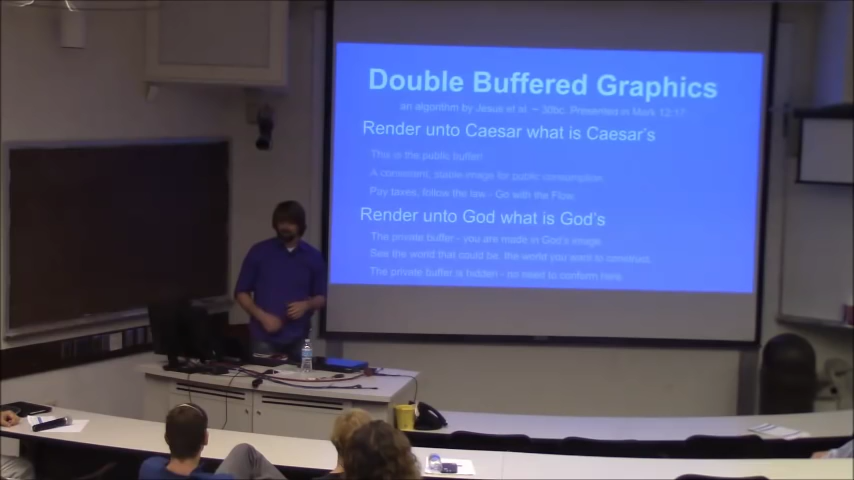 Double Buffered Graphics
an algorithm by Jesus et al. ~ 30bc. Presented in Mark 12:17
Render unto Caesar what is Caesar's
This is the public buffer
A consistent, stable image for public consumption
Pay taxes, follow the law - Go with the Flow.
Render unto God what is God's
The private buffer - you are made in God's image.
See the world that could be, the world you want to construct.
The private buffer is hidden - no need to conform here